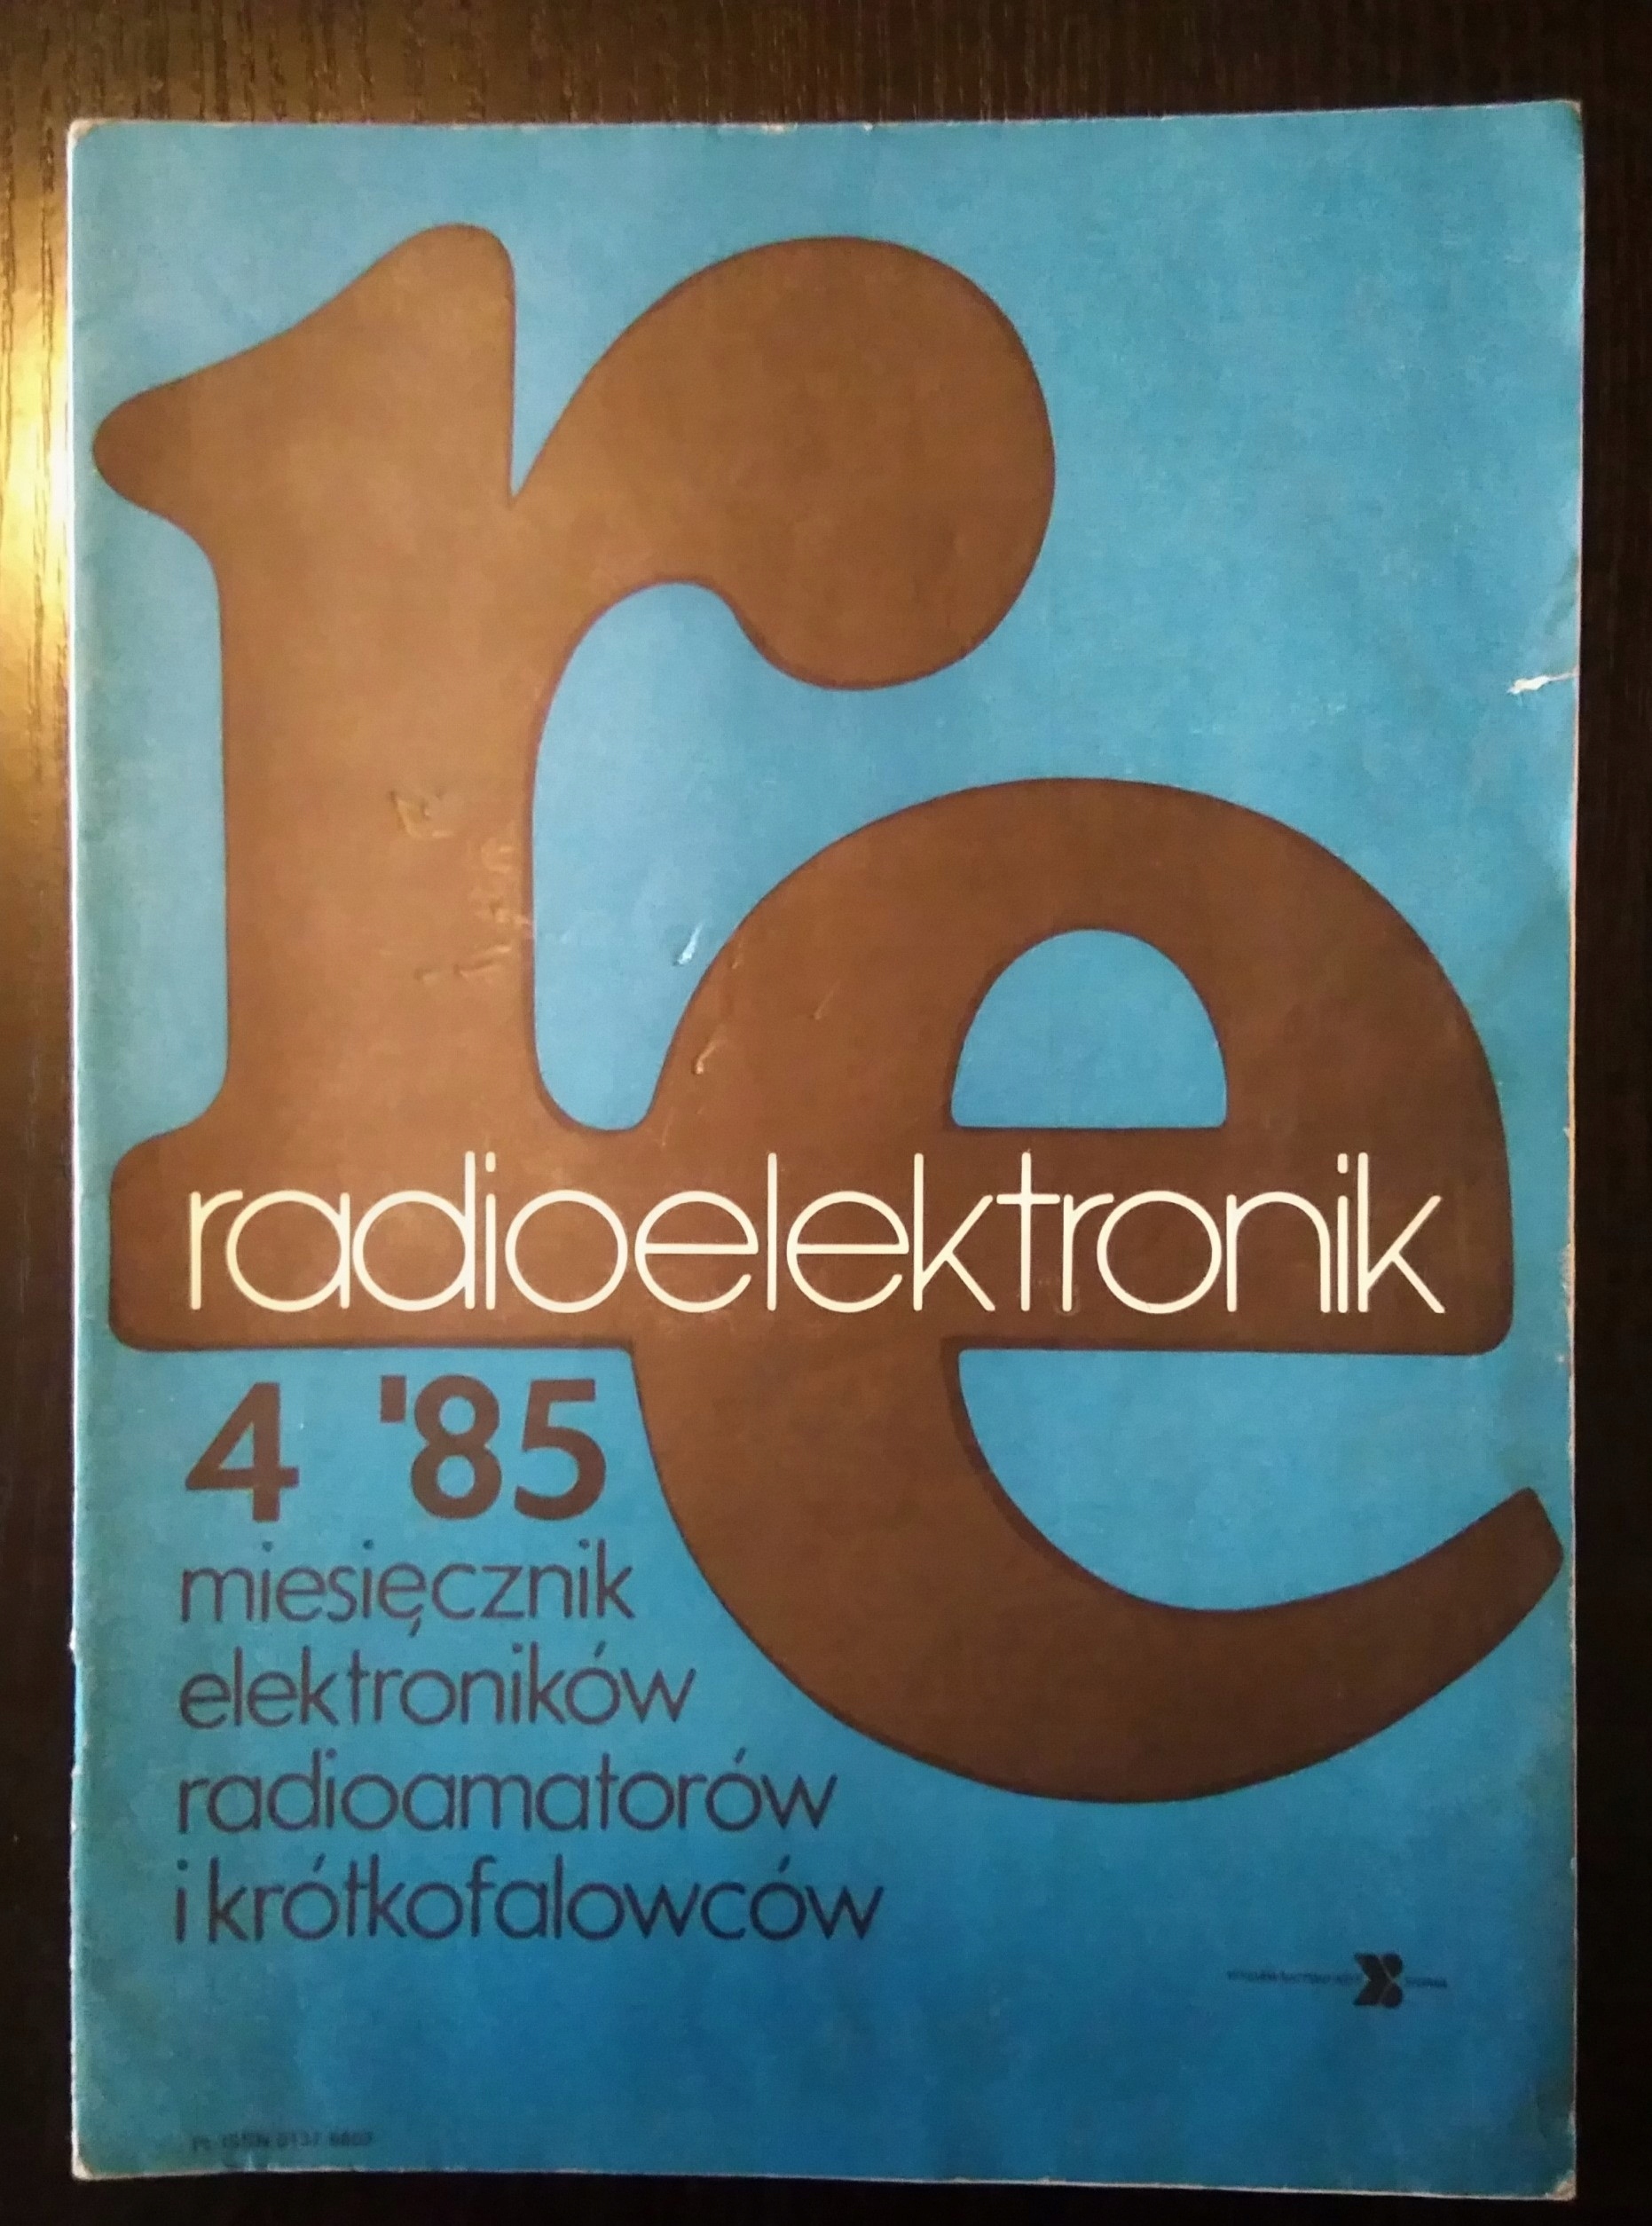 re
radioelektronik
4 '85
miesięcznik
elektroników
radioamatorów
i krótkofalowców